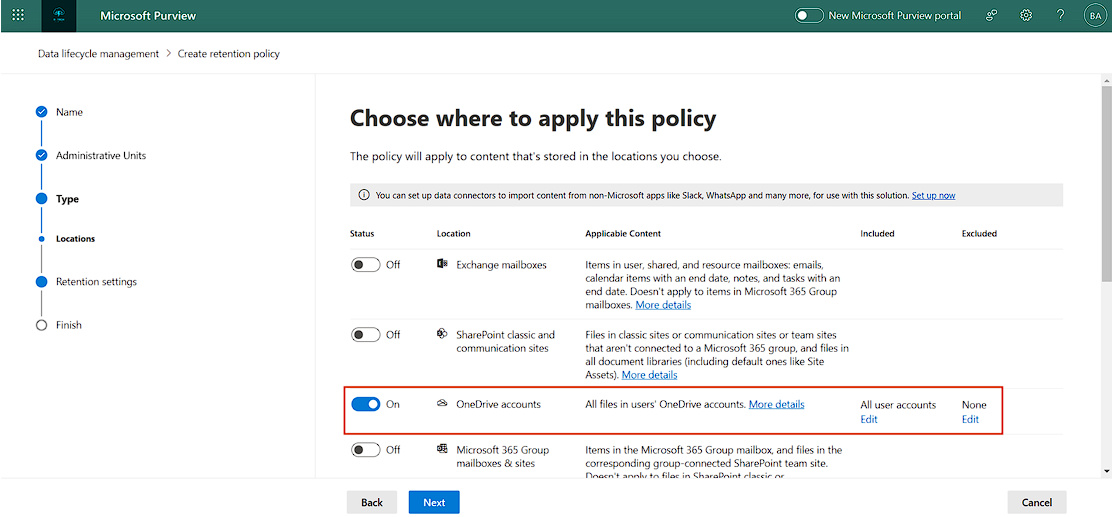 Microsoft Purview
New Microsoft Purview portal
?
BA
Data lifecycle management > Create retention policy
Name
Administrative Units
Type
Locations
Retention settings
Finish
Choose where to apply this policy
The policy will apply to content that's stored in the locations you choose.
You can set up data connectors to import content from non-Microsoft apps like Slack, WhatsApp and many more, for use with this solution. Set up now
Status Location Applicable Content Included Excluded
Off Exchange mailboxes Items in user, shared, and resource mailboxes: emails,
calendar items with an end date, notes, and tasks with an
end date. Doesn't apply to items in Microsoft 365 Group
mailboxes. More details
Off SharePoint classic and Files in classic sites or communication sites or team sites
communication sites that aren't connected to a Microsoft 365 group, and files in
all document libraries (including default ones like Site
Assets). More details
On OneDrive accounts All files in users' OneDrive accounts. More details All user accounts None
Edit Edit
Off Microsoft 365 Group Items in the Microsoft 365 Group mailbox, and files in the
mailboxes & sites corresponding group-connected SharePoint team site.
Doesn't apply to files in SharePoint classic or
Back Next Cancel